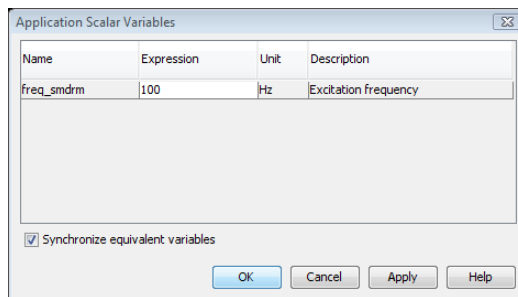 Application Scalar Variables
Name Expression Unit Description
freq_smdrm 100 Hz Excitation frequency
Synchronize equivalent variables
OK Cancel Apply Help